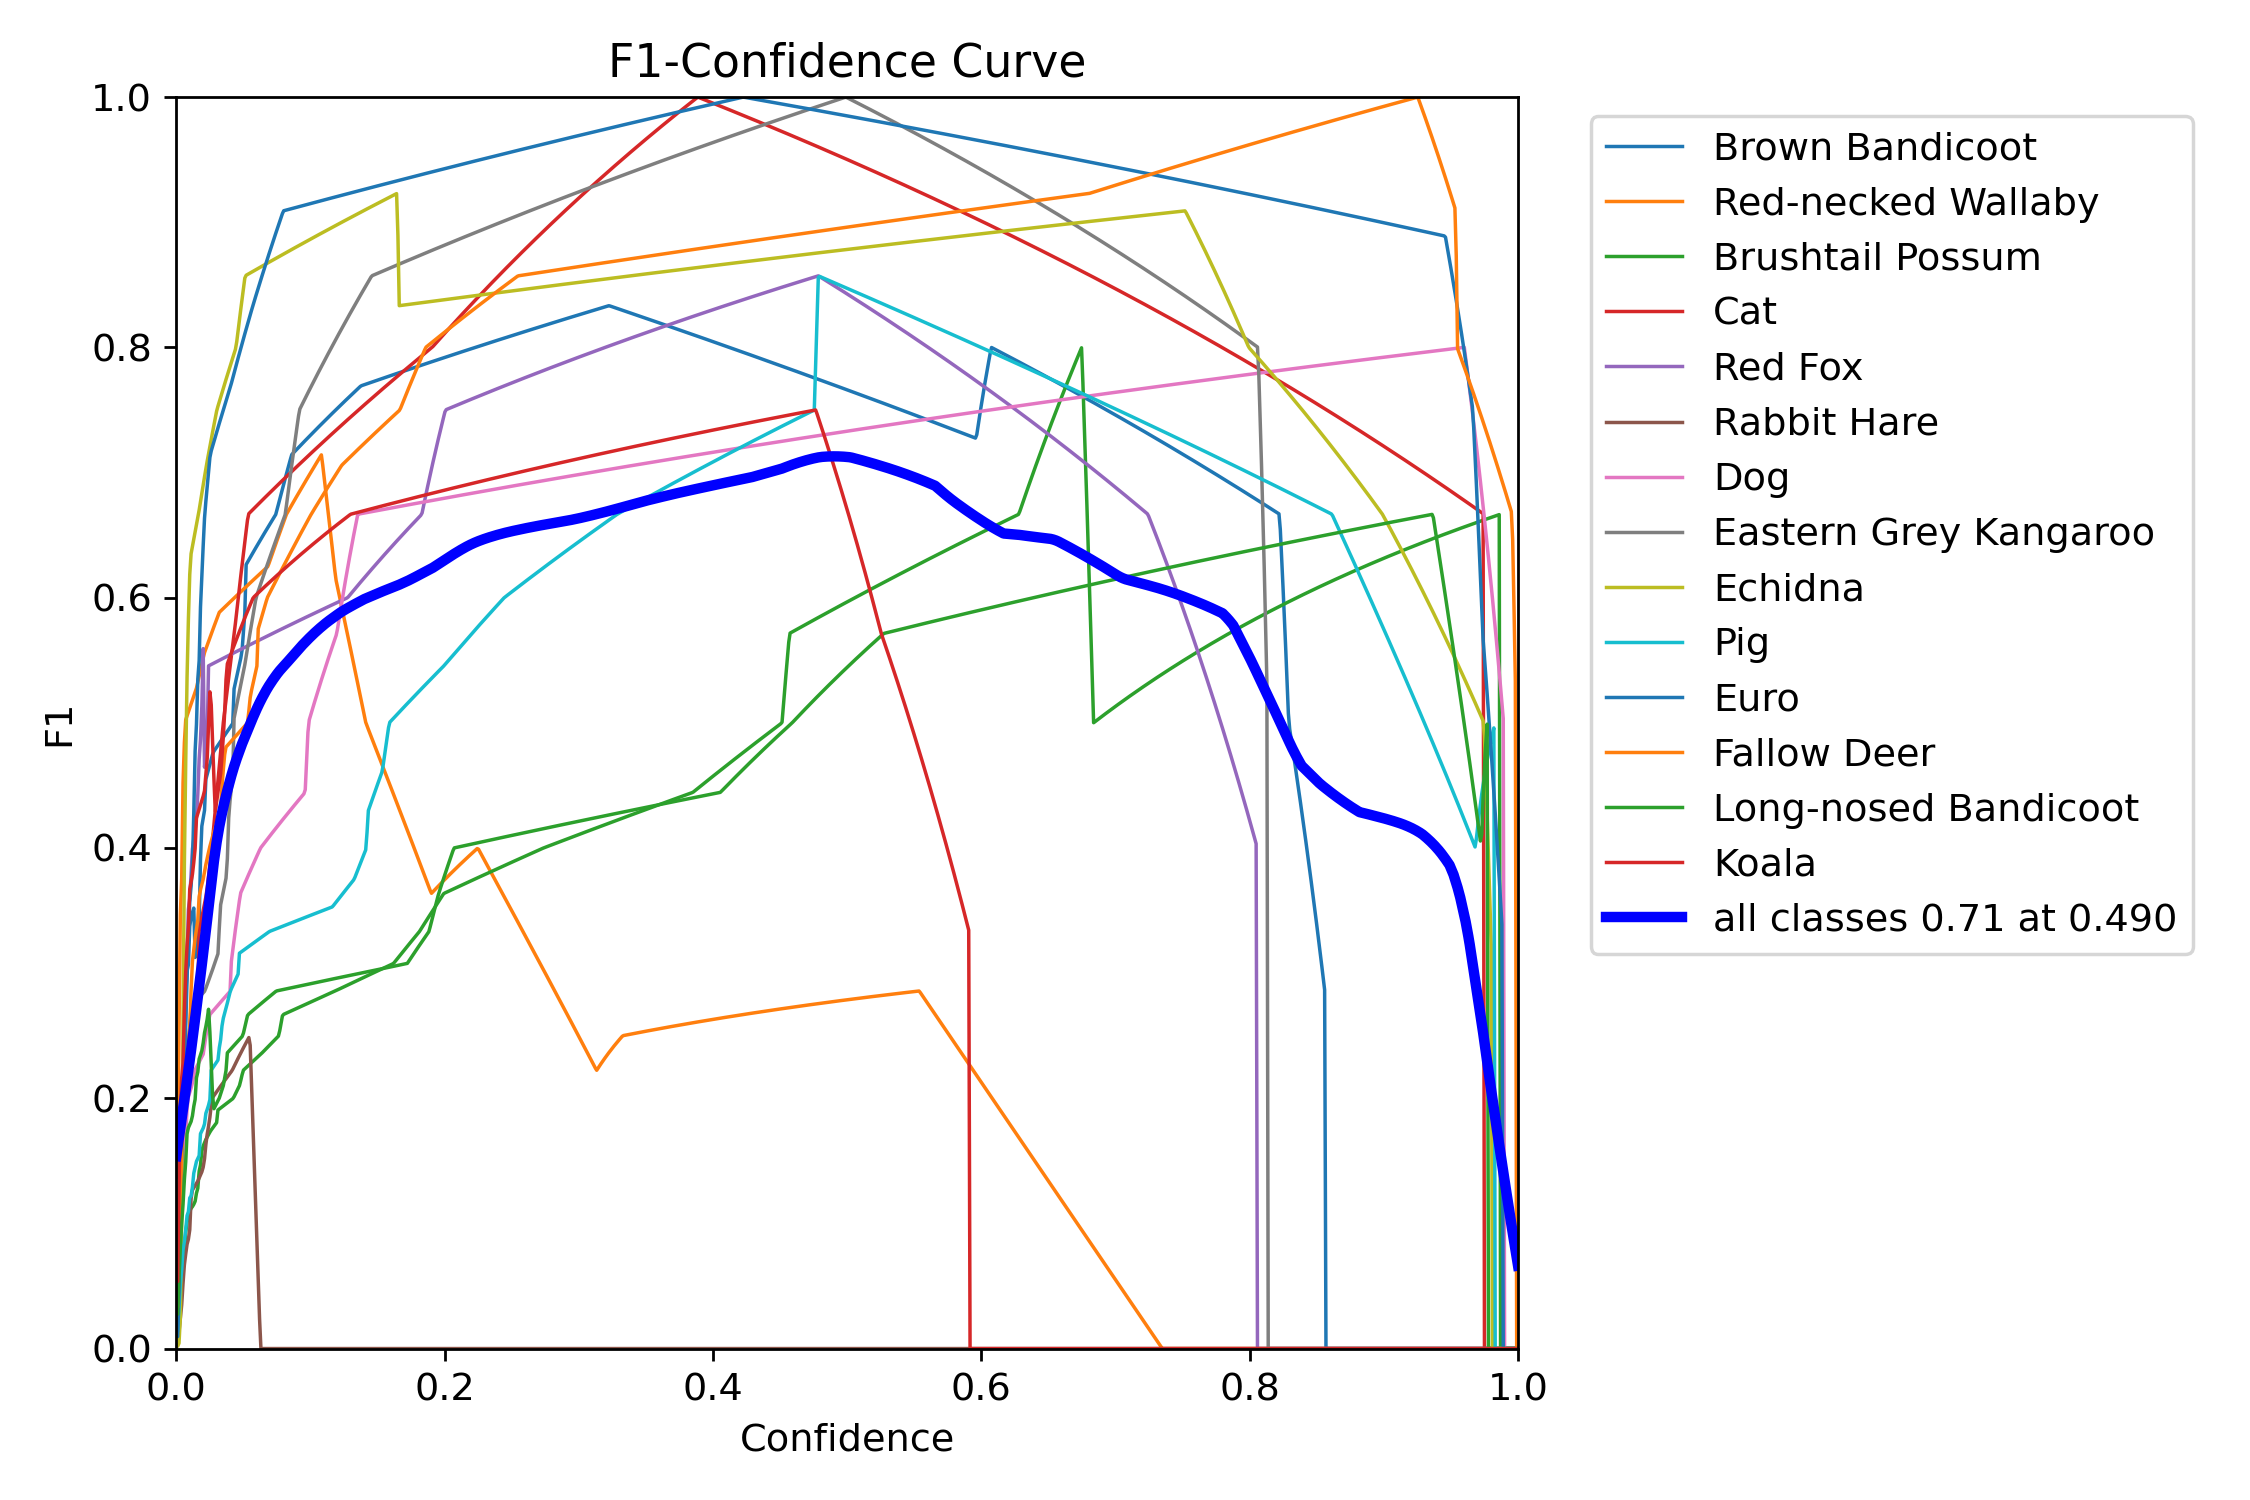 F1-Confidence Curve
1.0
0.8
0.6
0.4
0.2
0.0
F1
0.0 0.2 0.4 0.6 0.8 1.0
Confidence
Brown Bandicoot
Red-necked Wallaby
Brushtail Possum
Cat
Red Fox
Rabbit Hare
Dog
Eastern Grey Kangaroo
Echidna
Pig
Euro
Fallow Deer
Long-nosed Bandicoot
Koala
all classes 0.71 at 0.490